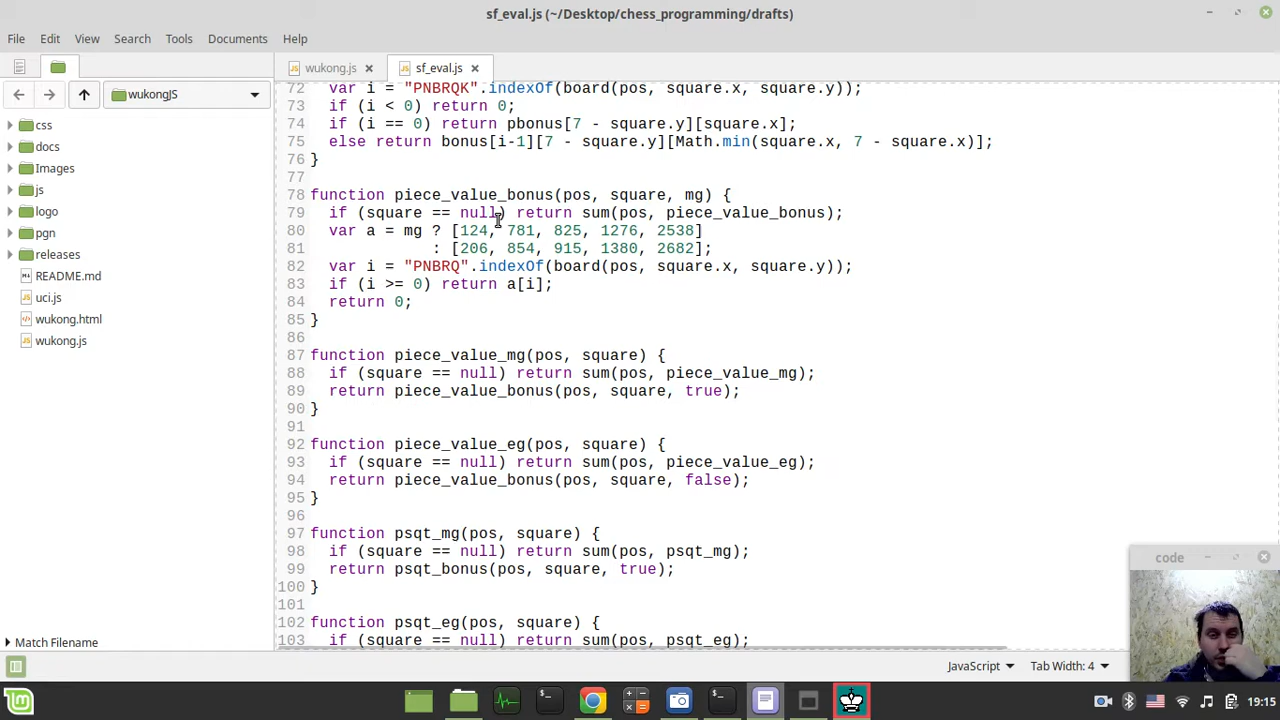 sf_eval.js (~/Desktop/chess_programming/drafts)
File Edit View Search Tools Documents Help
wukong.js sf_eval.js
wukongJS
css
docs
Images
js
logo
pgn
releases
README.md
uci.js
wukong.html
wukong.js
Match Filename
72 var i = "PNBRQK".indexOf(board(pos, square.x, square.y));
73 if (i < 0) return 0;
74 if (i == 0) return pbonus[7 - square.y][square.x];
75 else return bonus[i-1][7 - square.y][Math.min(square.x, 7 - square.x)];
76 }
77
78 function piece_value_bonus(pos, square, mg) {
79 if (square == null) return sum(pos, piece_value_bonus);
80 var a = mg ? [124, 781, 825, 1276, 2538]
81 : [206, 854, 915, 1380, 2682];
82 var i = "PNBRQ".indexOf(board(pos, square.x, square.y));
83 if (i >= 0) return a[i];
84 return 0;
85 }
86
87 function piece_value_mg(pos, square) {
88 if (square == null) return sum(pos, piece_value_mg);
89 return piece_value_bonus(pos, square, true);
90 }
91
92 function piece_value_eg(pos, square) {
93 if (square == null) return sum(pos, piece_value_eg);
94 return piece_value_bonus(pos, square, false);
95 }
96
97 function psqt_mg(pos, square) {
98 if (square == null) return sum(pos, psqt_mg);
99 return psqt_bonus(pos, square, true);
100 }
101
102 function psqt_eg(pos, square) {
103 if (square == null) return sum(pos, psqt_eg);
code
JavaScript Tab Width: 4
19:15